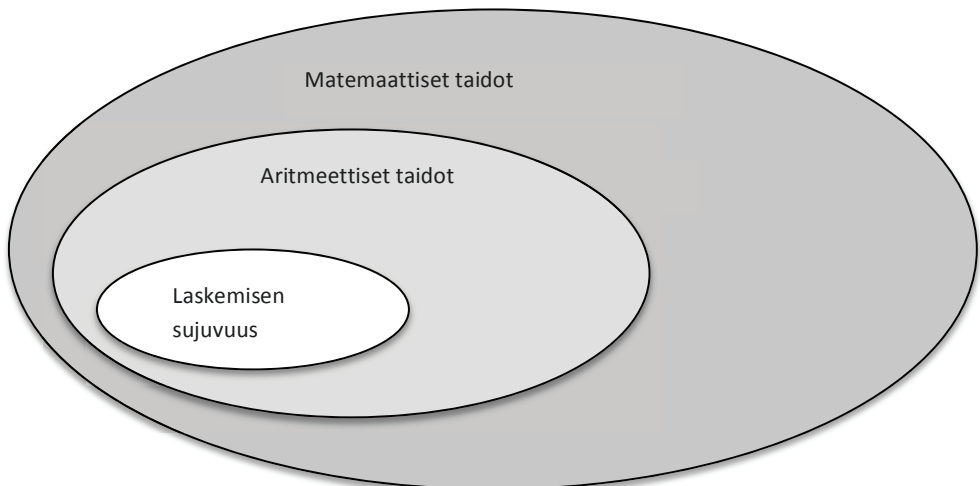 Matemaattiset taidot
Aritmeettiset taidot
Laskemisen
sujuvuus